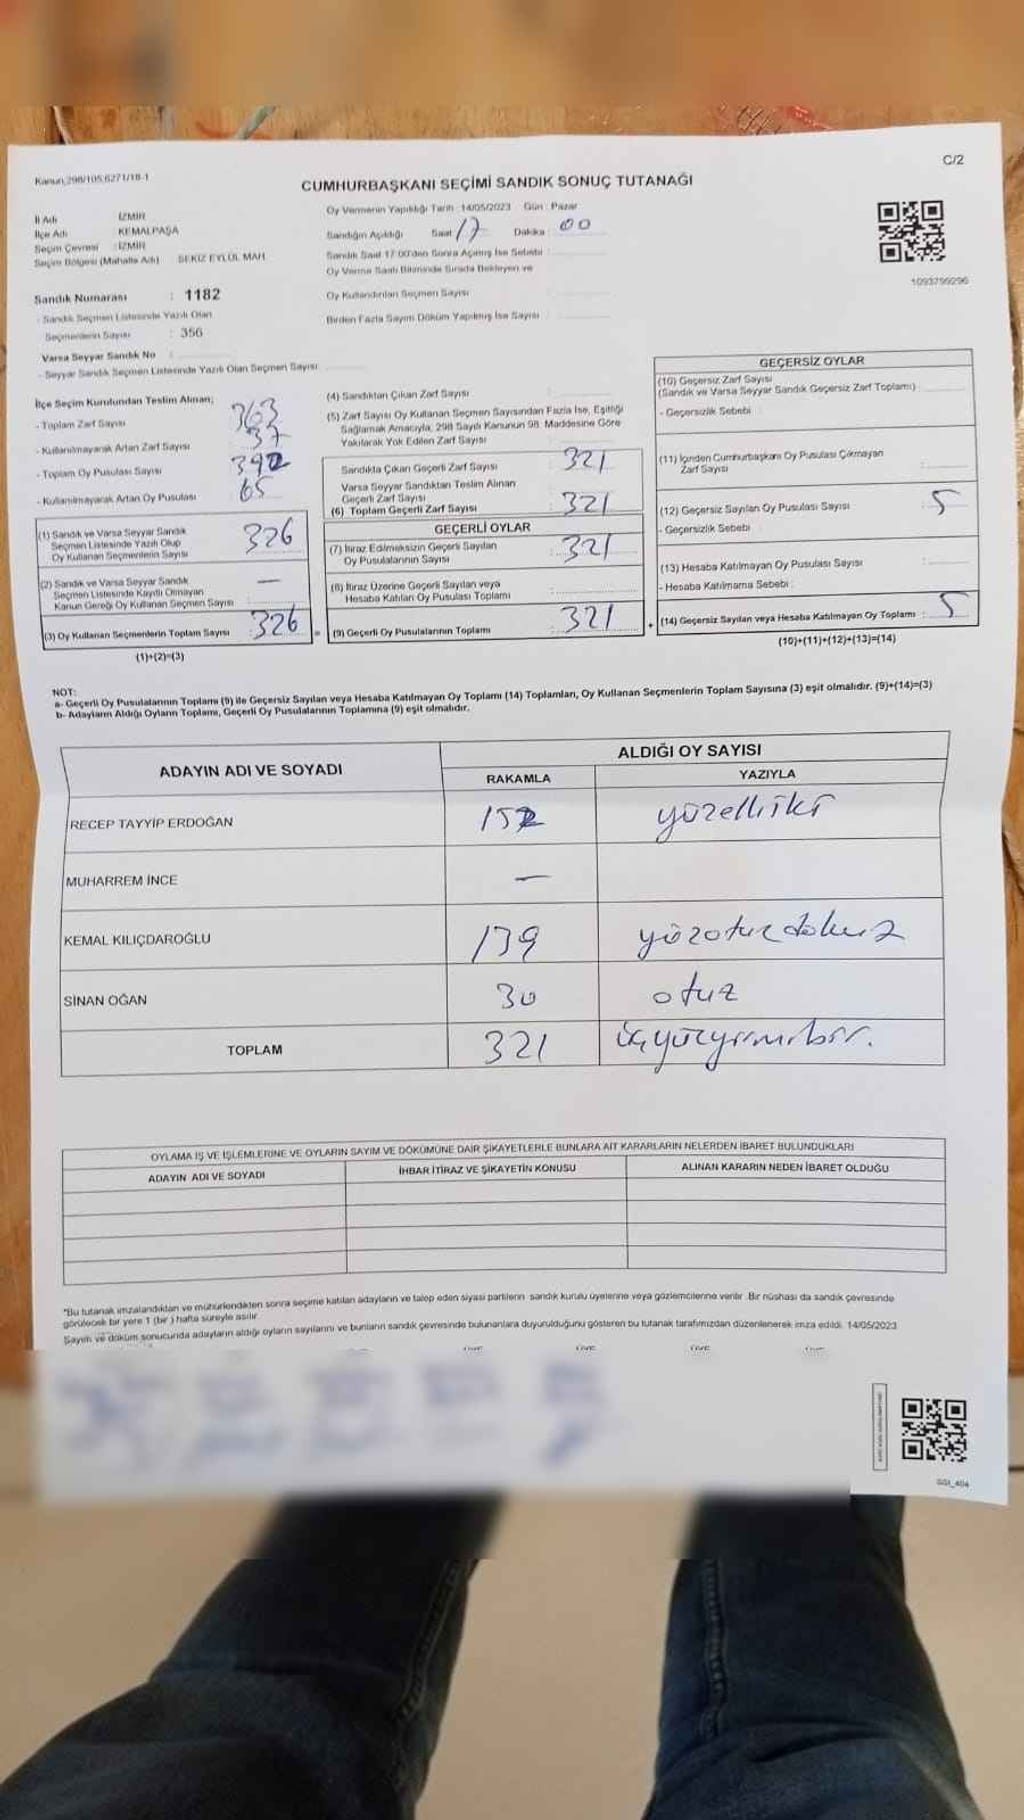 Kanun,298/105,6271/18-1
C/2
CUMHURBAŞKANI SEÇİMİ SANDIK SONUÇ TUTANAĞI
İl Adı İZMİR
İlçe Adı KEMALPAŞA
Seçim Çevresi : İZMİR
Seçim Bölgesi (Mahalle Adı) SEKİZ EYLÜL MAH.
Oy Vermenin Yapıldığı Tarih : 14/05/2023 Gün : Pazar
Sandığın Açıldığı Saat 17 Dakika 00
Sandık Saat 17:00'den Sonra Açılmış İse Sebebi :
Oy Verme Saati Bitiminde Sırada Bekleyen ve
Oy Kullandırılan Seçmen Sayısı
Birden Fazla Sayım Döküm Yapılmış İse Sayısı :
1093799296
Sandık Numarası : 1182
- Sandık Seçmen Listesinde Yazılı Olan
Seçmenlerin Sayısı : 356
Varsa Seyyar Sandık No :
- Seyyar Sandık Seçmen Listesinde Yazılı Olan Seçmen Sayısı
İlçe Seçim Kurulundan Teslim Alınan;
- Toplam Zarf Sayısı 363
- Kullanılmayarak Artan Zarf Sayısı 37
- Toplam Oy Pusulası Sayısı 392
- Kullanılmayarak Artan Oy Pusulası 65
(1) Sandık ve Varsa Seyyar Sandık
Seçmen Listesinde Yazılı Olup
Oy Kullanan Seçmenlerin Sayısı 326
(2) Sandık ve Varsa Seyyar Sandık
Seçmen Listesinde Kayıtlı Olmayan
Kanun Gereği Oy Kullanan Seçmen Sayısı : —
(3) Oy Kullanan Seçmenlerin Toplam Sayısı : 326
(1)+(2)=(3)
(4) Sandıktan Çıkan Zarf Sayısı
(5) Zarf Sayısı Oy Kullanan Seçmen Sayısından Fazla İse, Eşitliği
Sağlamak Amacıyla, 298 Sayılı Kanunun 98. Maddesine Göre
Yakılarak Yok Edilen Zarf Sayısı
Sandıkta Çıkan Geçerli Zarf Sayısı 321
Varsa Seyyar Sandıktan Teslim Alınan
Geçerli Zarf Sayısı
(6) Toplam Geçerli Zarf Sayısı 321
GEÇERLİ OYLAR
(7) İtiraz Edilmeksizin Geçerli Sayılan
Oy Pusulalarının Sayısı : 321
(8) İtiraz Üzerine Geçerli Sayılan veya
Hesaba Katılan Oy Pusulası Toplamı :
(9) Geçerli Oy Pusulalarının Toplamı : 321
GEÇERSİZ OYLAR
(10) Geçersiz Zarf Sayısı
(Sandık ve Varsa Seyyar Sandık Geçersiz Zarf Toplamı) :
- Geçersizlik Sebebi :
(11) İçinden Cumhurbaşkanı Oy Pusulası Çıkmayan
Zarf Sayısı :
(12) Geçersiz Sayılan Oy Pusulası Sayısı : 5
- Geçersizlik Sebebi :
(13) Hesaba Katılmayan Oy Pusulası Sayısı :
- Hesaba Katılmama Sebebi :
(14) Geçersiz Sayılan veya Hesaba Katılmayan Oy Toplamı : 5
(10)+(11)+(12)+(13)=(14)
NOT:
a- Geçerli Oy Pusulalarının Toplamı (9) ile Geçersiz Sayılan veya Hesaba Katılmayan Oy Toplamı (14) Toplamları, Oy Kullanan Seçmenlerin Toplam Sayısına (3) eşit olmalıdır. (9)+(14)=(3)
b- Adayların Aldığı Oyların Toplamı, Geçerli Oy Pusulalarının Toplamına (9) eşit olmalıdır.
ADAYIN ADI VE SOYADI
ALDIĞI OY SAYISI
RAKAMLA YAZIYLA
RECEP TAYYİP ERDOĞAN 152 yüzelliiki
MUHARREM İNCE —
KEMAL KILIÇDAROĞLU 139 yüzotuzdokuz
SİNAN OĞAN 30 otuz
TOPLAM 321 üçyüzyirmibir.
OYLAMA İŞ VE İŞLEMLERİNE VE OYLARIN SAYIM VE DÖKÜMÜNE DAİR ŞİKAYETLERLE BUNLARA AİT KARARLARIN NELERDEN İBARET BULUNDUKLARI
ADAYIN ADI VE SOYADI İHBAR İTİRAZ VE ŞİKAYETİN KONUSU ALINAN KARARIN NEDEN İBARET OLDUĞU
*Bu tutanak imzalandıktan ve mühürlendikten sonra seçime katılan adayların ve talep eden siyasi partilerin sandık kurulu üyelerine veya gözlemcilerine verilir. Bir nüshası da sandık çevresinde
görülecek bir yere 1 (bir) hafta süreyle asılır.
Sayım ve döküm sonucunda adayların aldığı oyların sayılarını ve bunların sandık çevresinde bulunanlara duyurulduğunu gösteren bu tutanak tarafımızdan düzenlenerek imza edildi. 14/05/2023